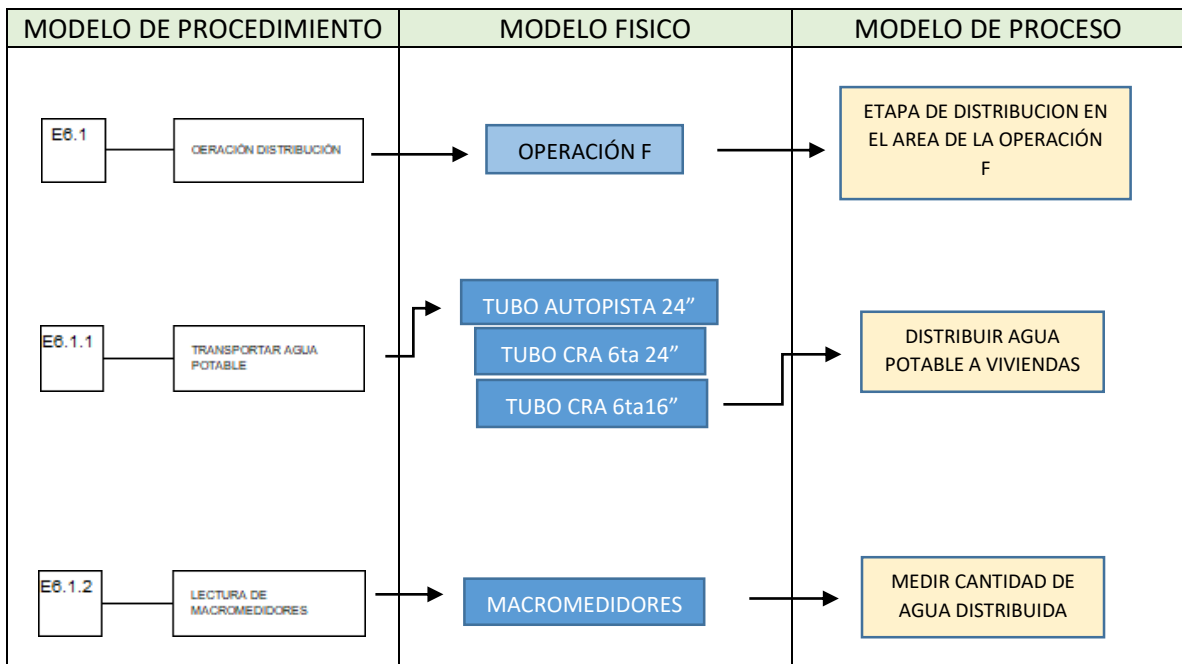 MODELO DE PROCEDIMIENTO
MODELO FISICO
MODELO DE PROCESO
E6.1
OERACIÓN DISTRIBUCIÓN
OPERACIÓN F
ETAPA DE DISTRIBUCION EN
EL AREA DE LA OPERACIÓN
F
E6.1.1
TRANSPORTAR AGUA
POTABLE
TUBO AUTOPISTA 24”
TUBO CRA 6ta 24”
TUBO CRA 6ta16”
DISTRIBUIR AGUA
POTABLE A VIVIENDAS
E6.1.2
LECTURA DE
MACROMEDIDORES
MACROMEDIDORES
MEDIR CANTIDAD DE
AGUA DISTRIBUIDA